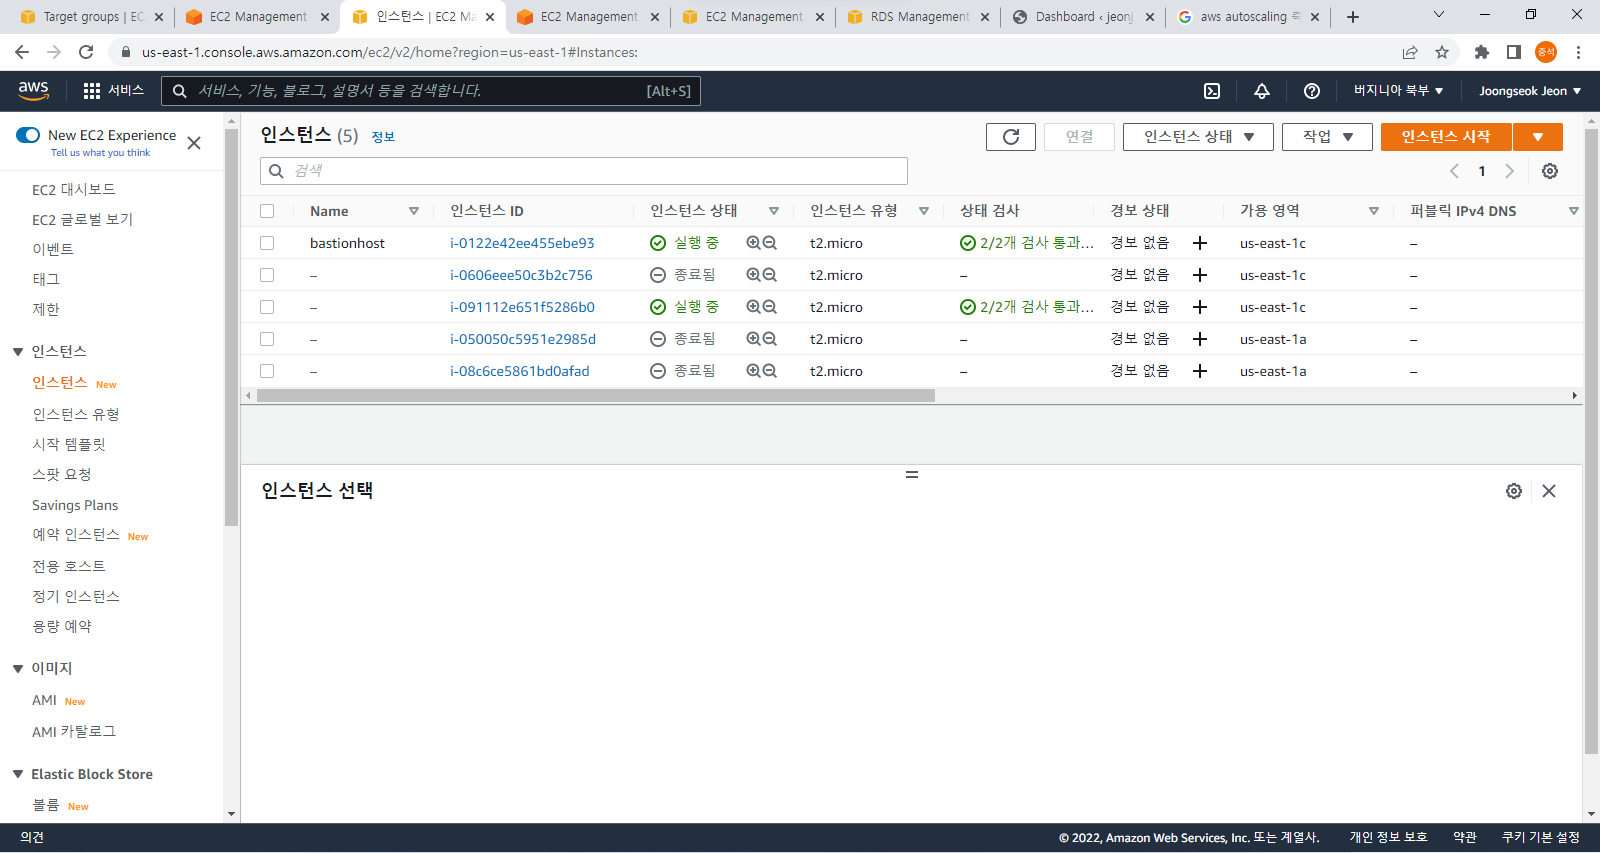 Target groups | EC
EC2 Management
인스턴스 | EC2 Ma
EC2 Management
EC2 Management
RDS Management
Dashboard ‹ jeonj
aws autoscaling
us-east-1.console.aws.amazon.com/ec2/v2/home?region=us-east-1#Instances:
중석
aws
서비스
서비스, 기능, 블로그, 설명서 등을 검색합니다.
[Alt+S]
버지니아 북부
Joongseok Jeon
New EC2 Experience
Tell us what you think
EC2 대시보드
EC2 글로벌 보기
이벤트
태그
제한
인스턴스
인스턴스 New
인스턴스 유형
시작 템플릿
스팟 요청
Savings Plans
예약 인스턴스 New
전용 호스트
정기 인스턴스
용량 예약
이미지
AMI New
AMI 카탈로그
Elastic Block Store
볼륨 New
인스턴스 (5) 정보
연결
인스턴스 상태
작업
인스턴스 시작
검색
1
Name 인스턴스 ID 인스턴스 상태 인스턴스 유형 상태 검사 경보 상태 가용 영역 퍼블릭 IPv4 DNS
bastionhost i-0122e42ee455ebe93 실행 중 t2.micro 2/2개 검사 통과... 경보 없음 + us-east-1c –
– i-0606eee50c3b2c756 종료됨 t2.micro – 경보 없음 + us-east-1c –
– i-091112e651f5286b0 실행 중 t2.micro 2/2개 검사 통과... 경보 없음 + us-east-1c –
– i-050050c5951e2985d 종료됨 t2.micro – 경보 없음 + us-east-1a –
– i-08c6ce5861bd0afad 종료됨 t2.micro – 경보 없음 + us-east-1a –
인스턴스 선택
의견
© 2022, Amazon Web Services, Inc. 또는 계열사.
개인 정보 보호
약관
쿠키 기본 설정